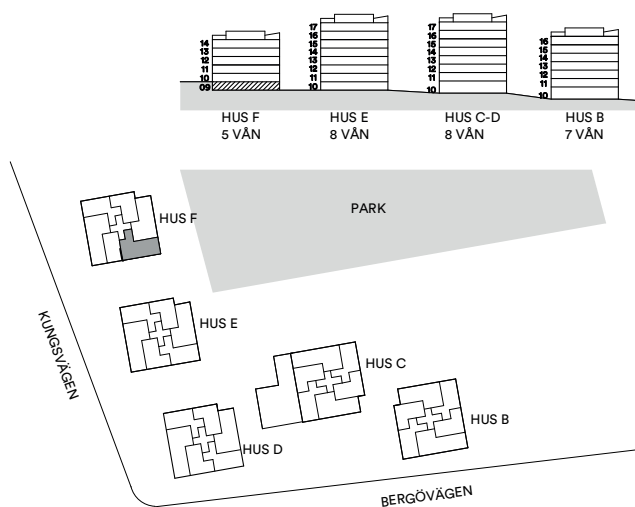 14
13
12
11
10
09
17
16
15
14
13
12
11
10
17
16
15
14
13
12
11
10
16
15
14
13
12
11
10
HUS F
5 VÅN
HUS E
8 VÅN
HUS C-D
8 VÅN
HUS B
7 VÅN
PARK
HUS F
HUS E
HUS C
HUS B
HUS D
KUNGSVÄGEN
BERGÖVÄGEN